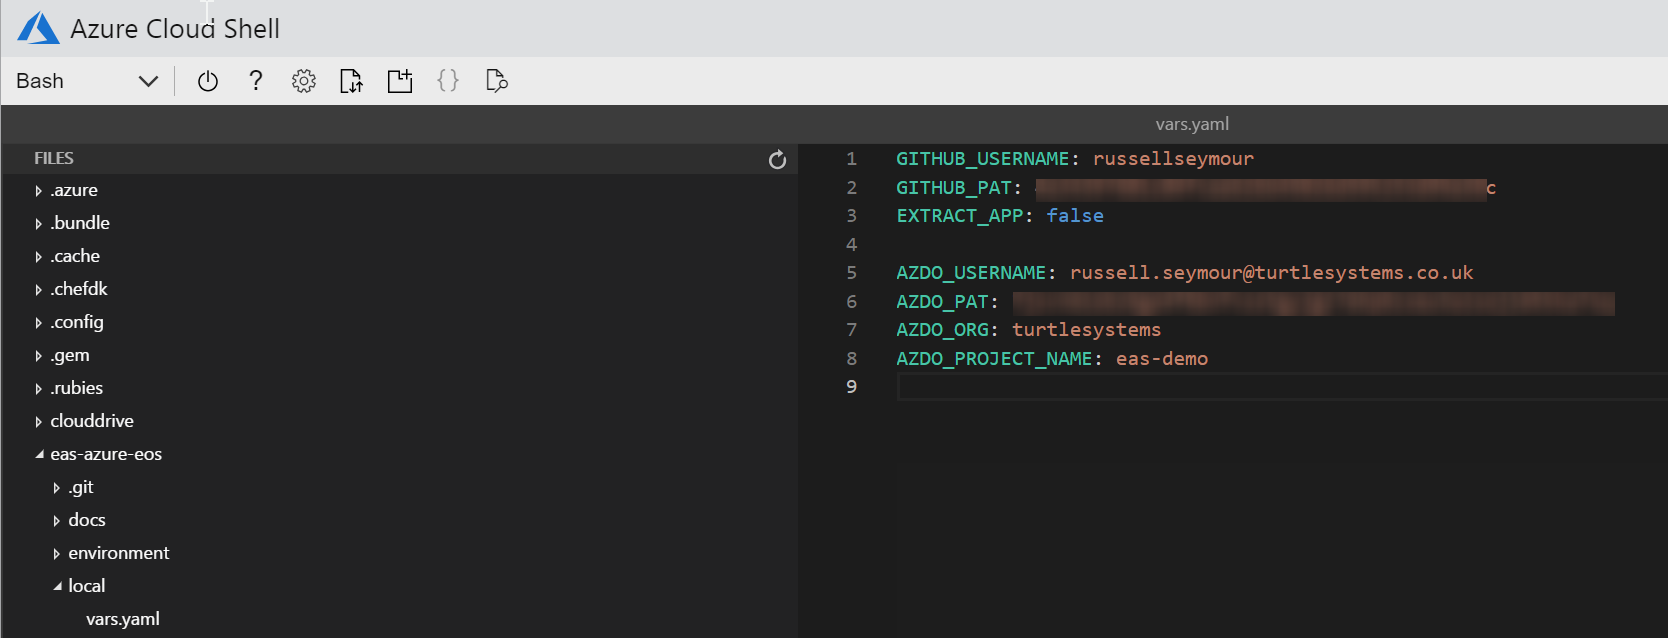 Azure Cloud Shell
Bash
?
{}
vars.yaml
FILES
.azure
.bundle
.cache
.chefdk
.config
.gem
.rubies
clouddrive
eas-azure-eos
.git
docs
environment
local
vars.yaml
1 GITHUB_USERNAME: russellseymour
2 GITHUB_PAT: c
3 EXTRACT_APP: false
4
5 AZDO_USERNAME: russell.seymour@turtlesystems.co.uk
6 AZDO_PAT:
7 AZDO_ORG: turtlesystems
8 AZDO_PROJECT_NAME: eas-demo
9